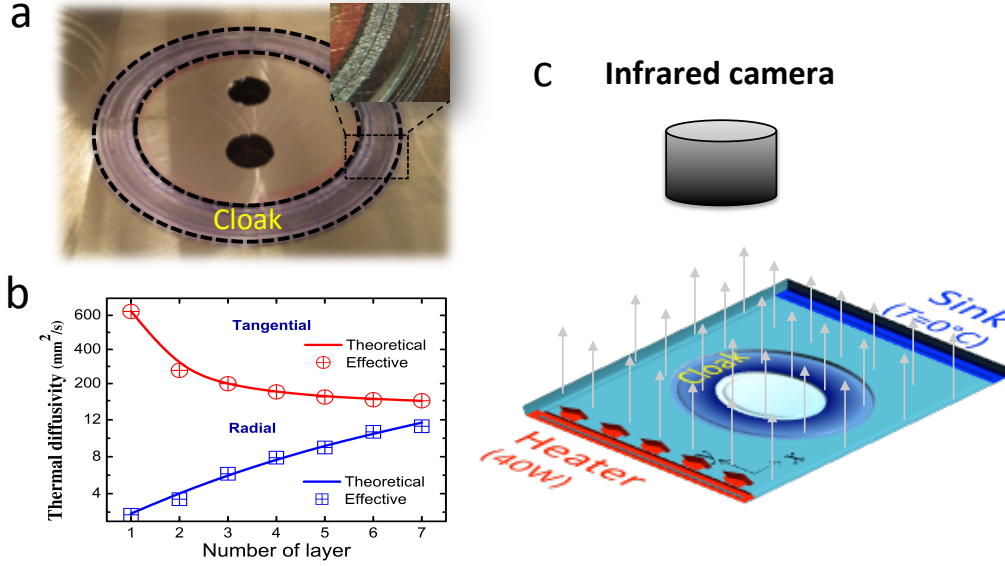 a
Cloak
b
Thermal diffusivity (mm²/s)
600
400
200
12
8
4
Tangential
Theoretical
Effective
Radial
Theoretical
Effective
1 2 3 4 5 6 7
Number of layer
c
Infrared camera
Sink
(T=0°C)
Cloak
Heater
(40W)
y x